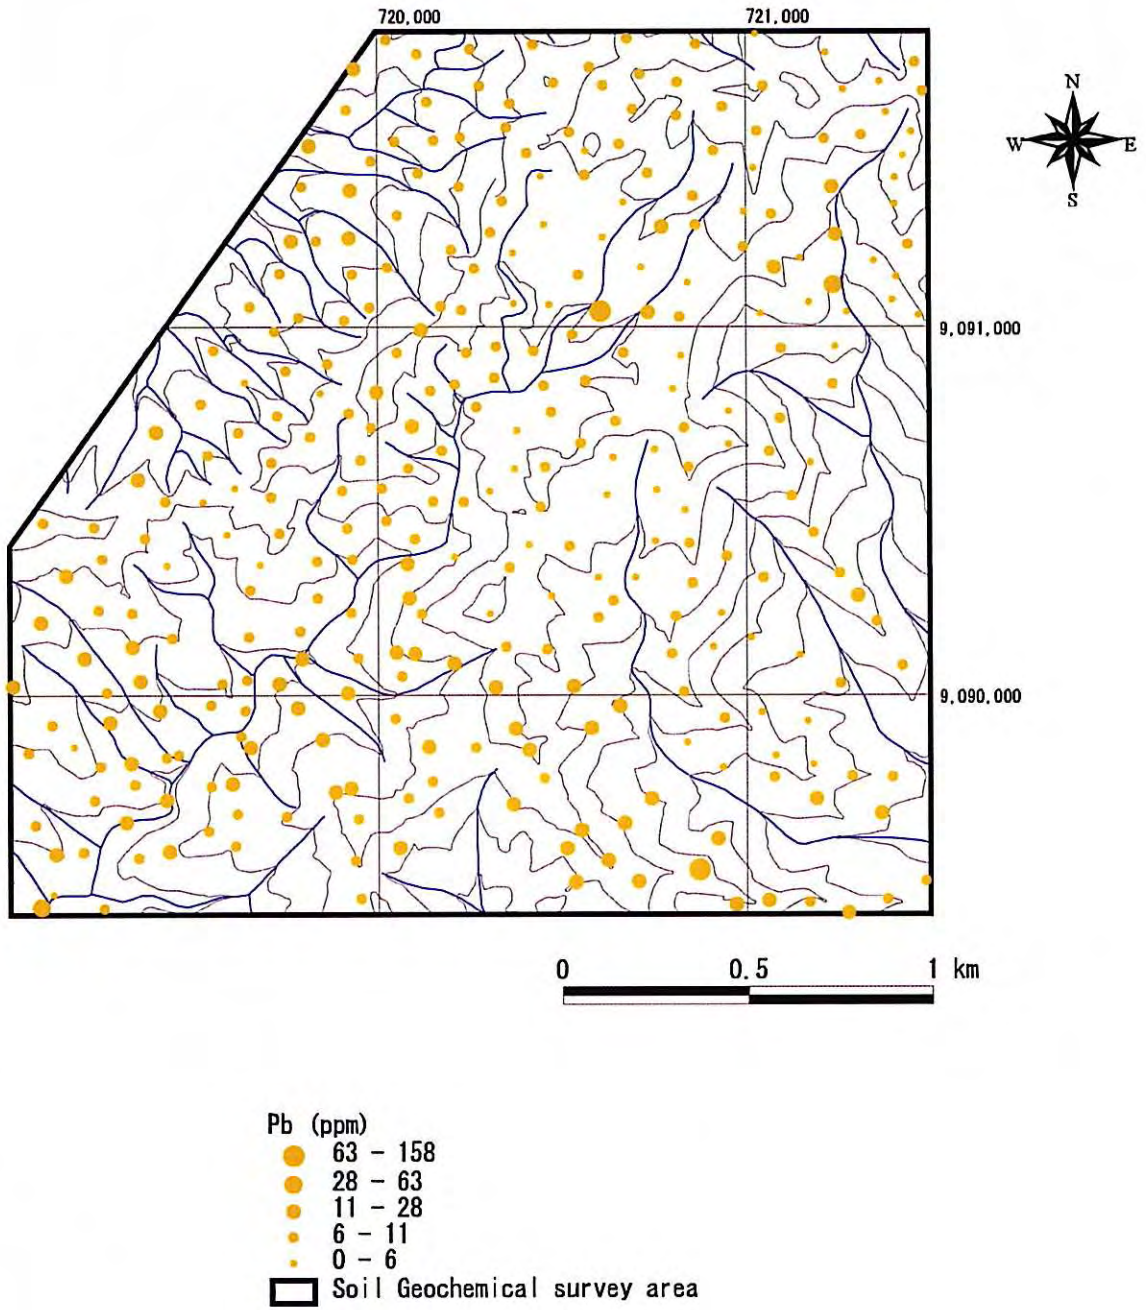 720,000
721,000
N
W E
S
9,091,000
9,090,000
0 0.5 1 km
Pb (ppm)
63 - 158
28 - 63
11 - 28
6 - 11
0 - 6
Soil Geochemical survey area